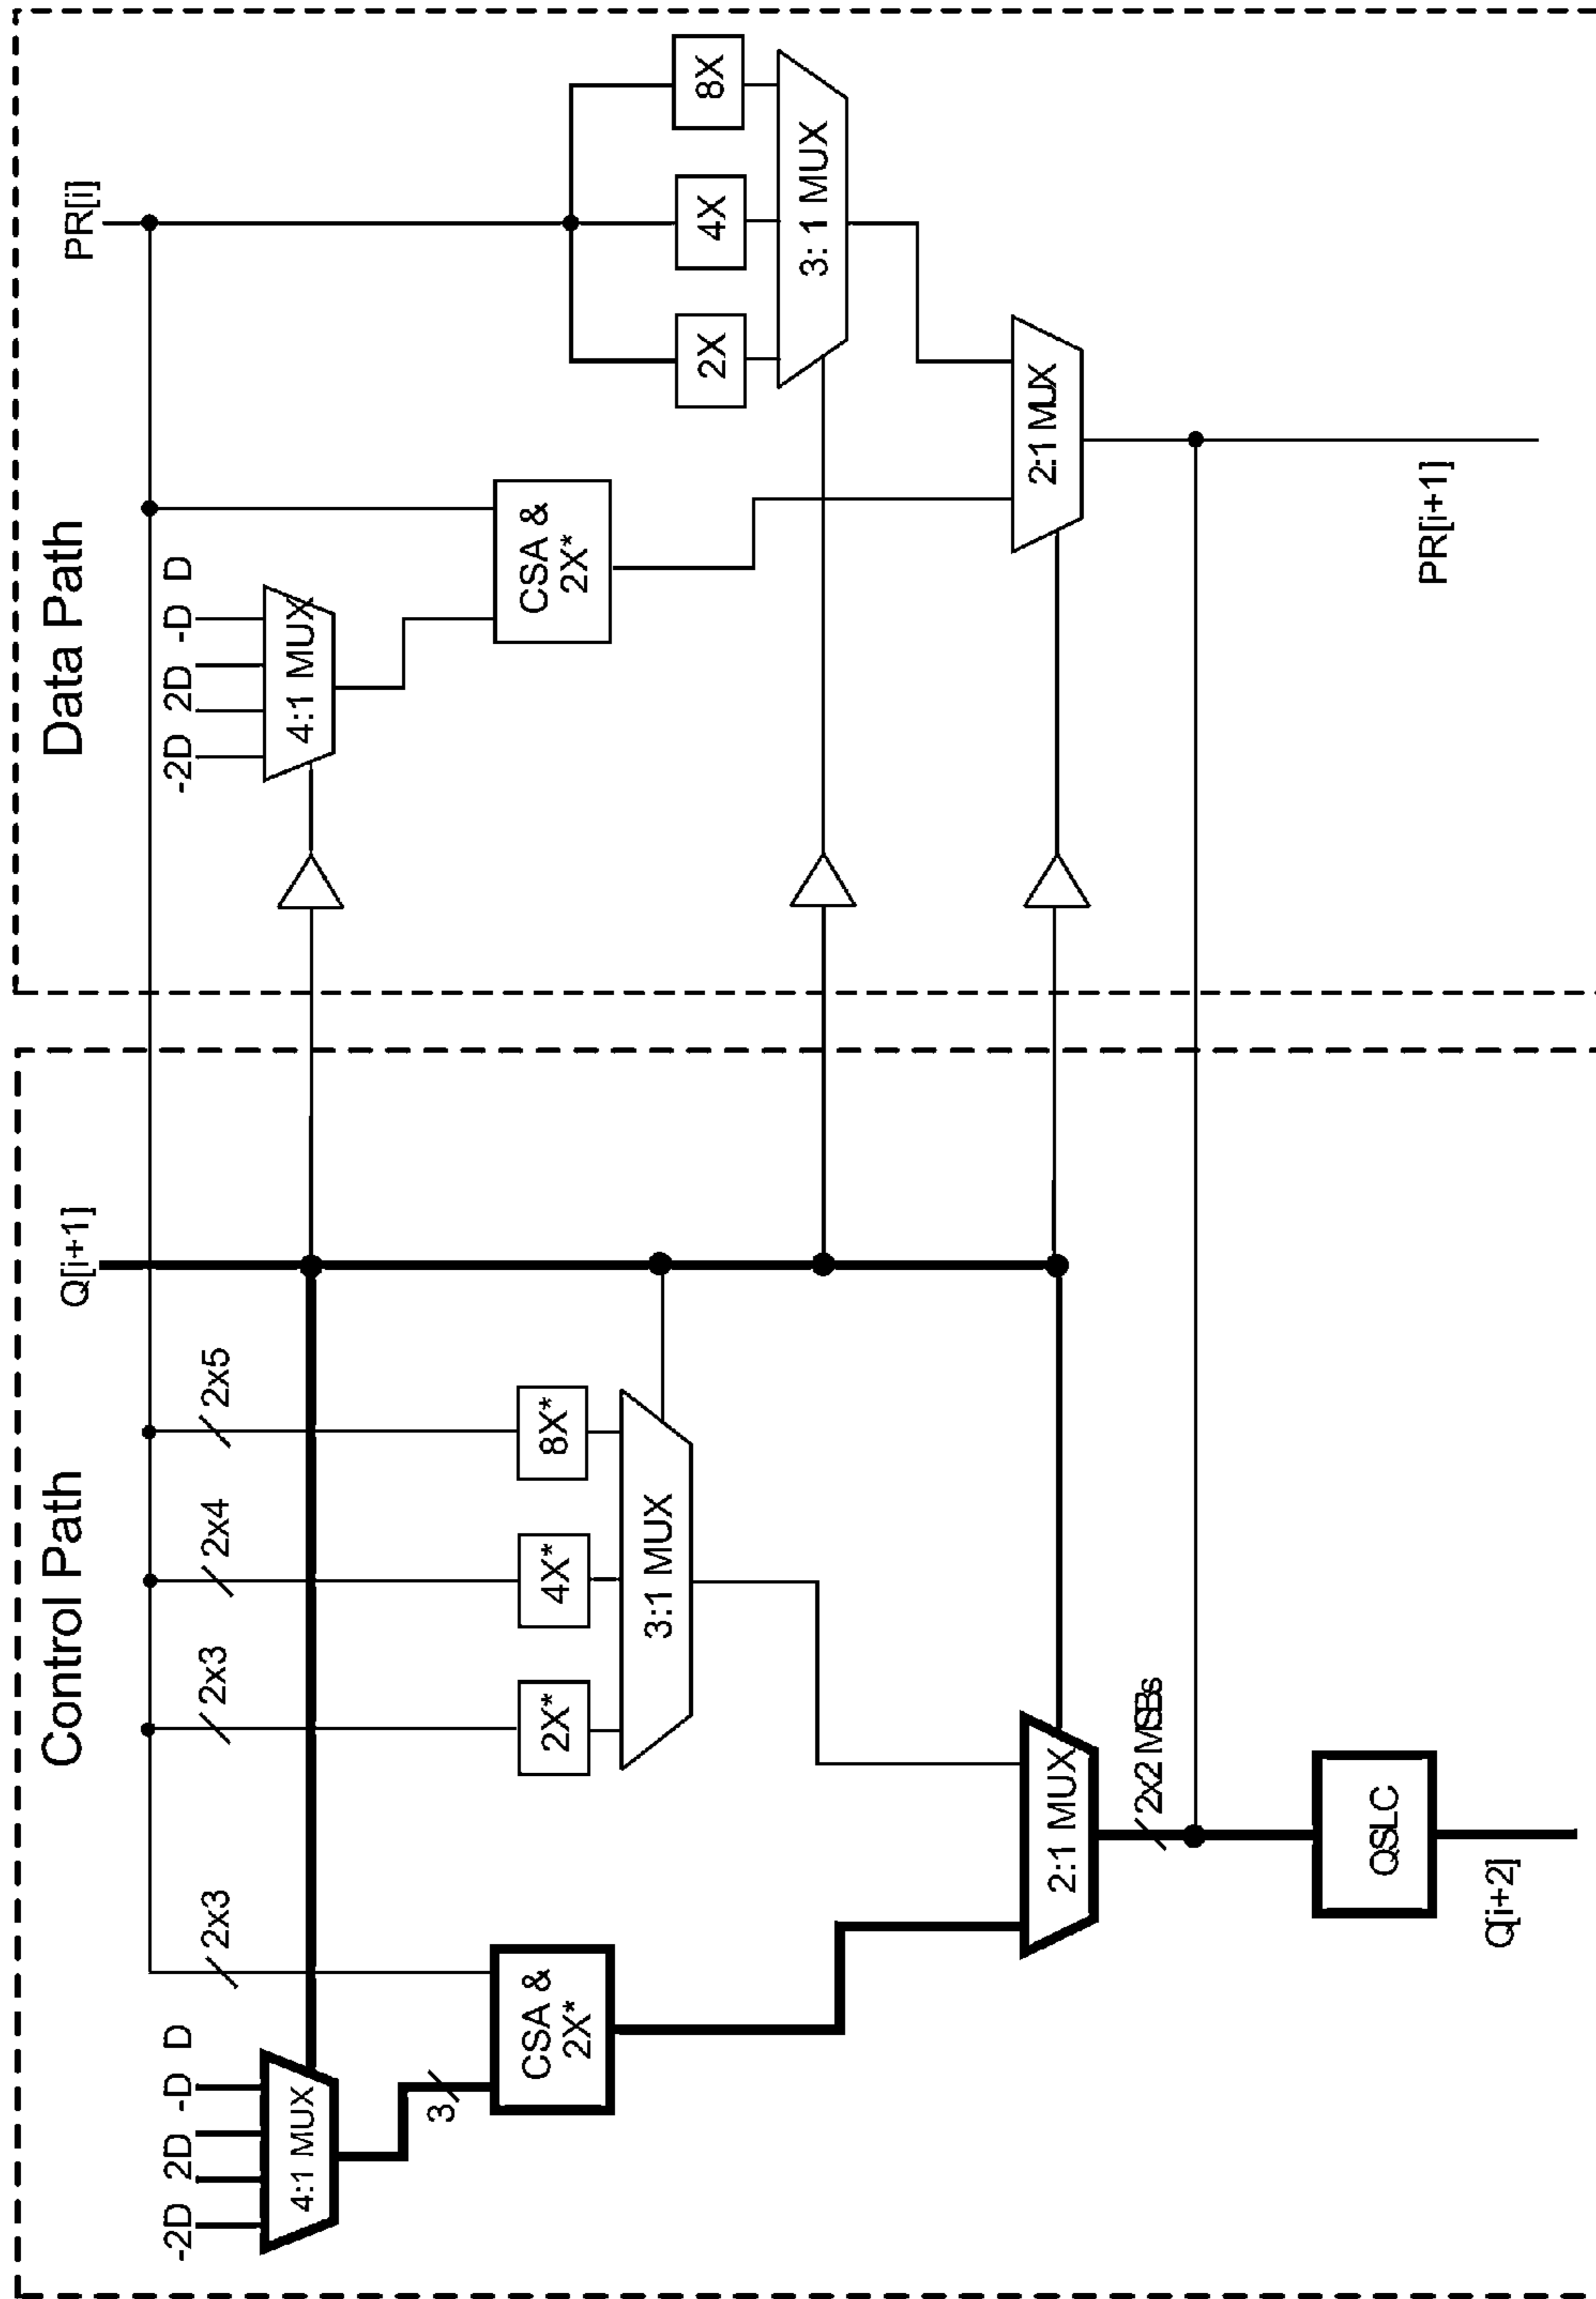 Control Path
Data Path
Q[i+1]
PR[i]
-2D 2D -D D
2x3
2x3
2x4
2x5
-2D 2D -D D
4:1 MUX
4:1 MUX
3
CSA &
2X*
2X*
4X*
8X*
CSA &
2X*
3:1 MUX
2X
4X
8X
3: 1 MUX
2:1 MUX
2:1 MUX
2x2 MSBs
QSLC
Q[i+2]
PR[i+1]